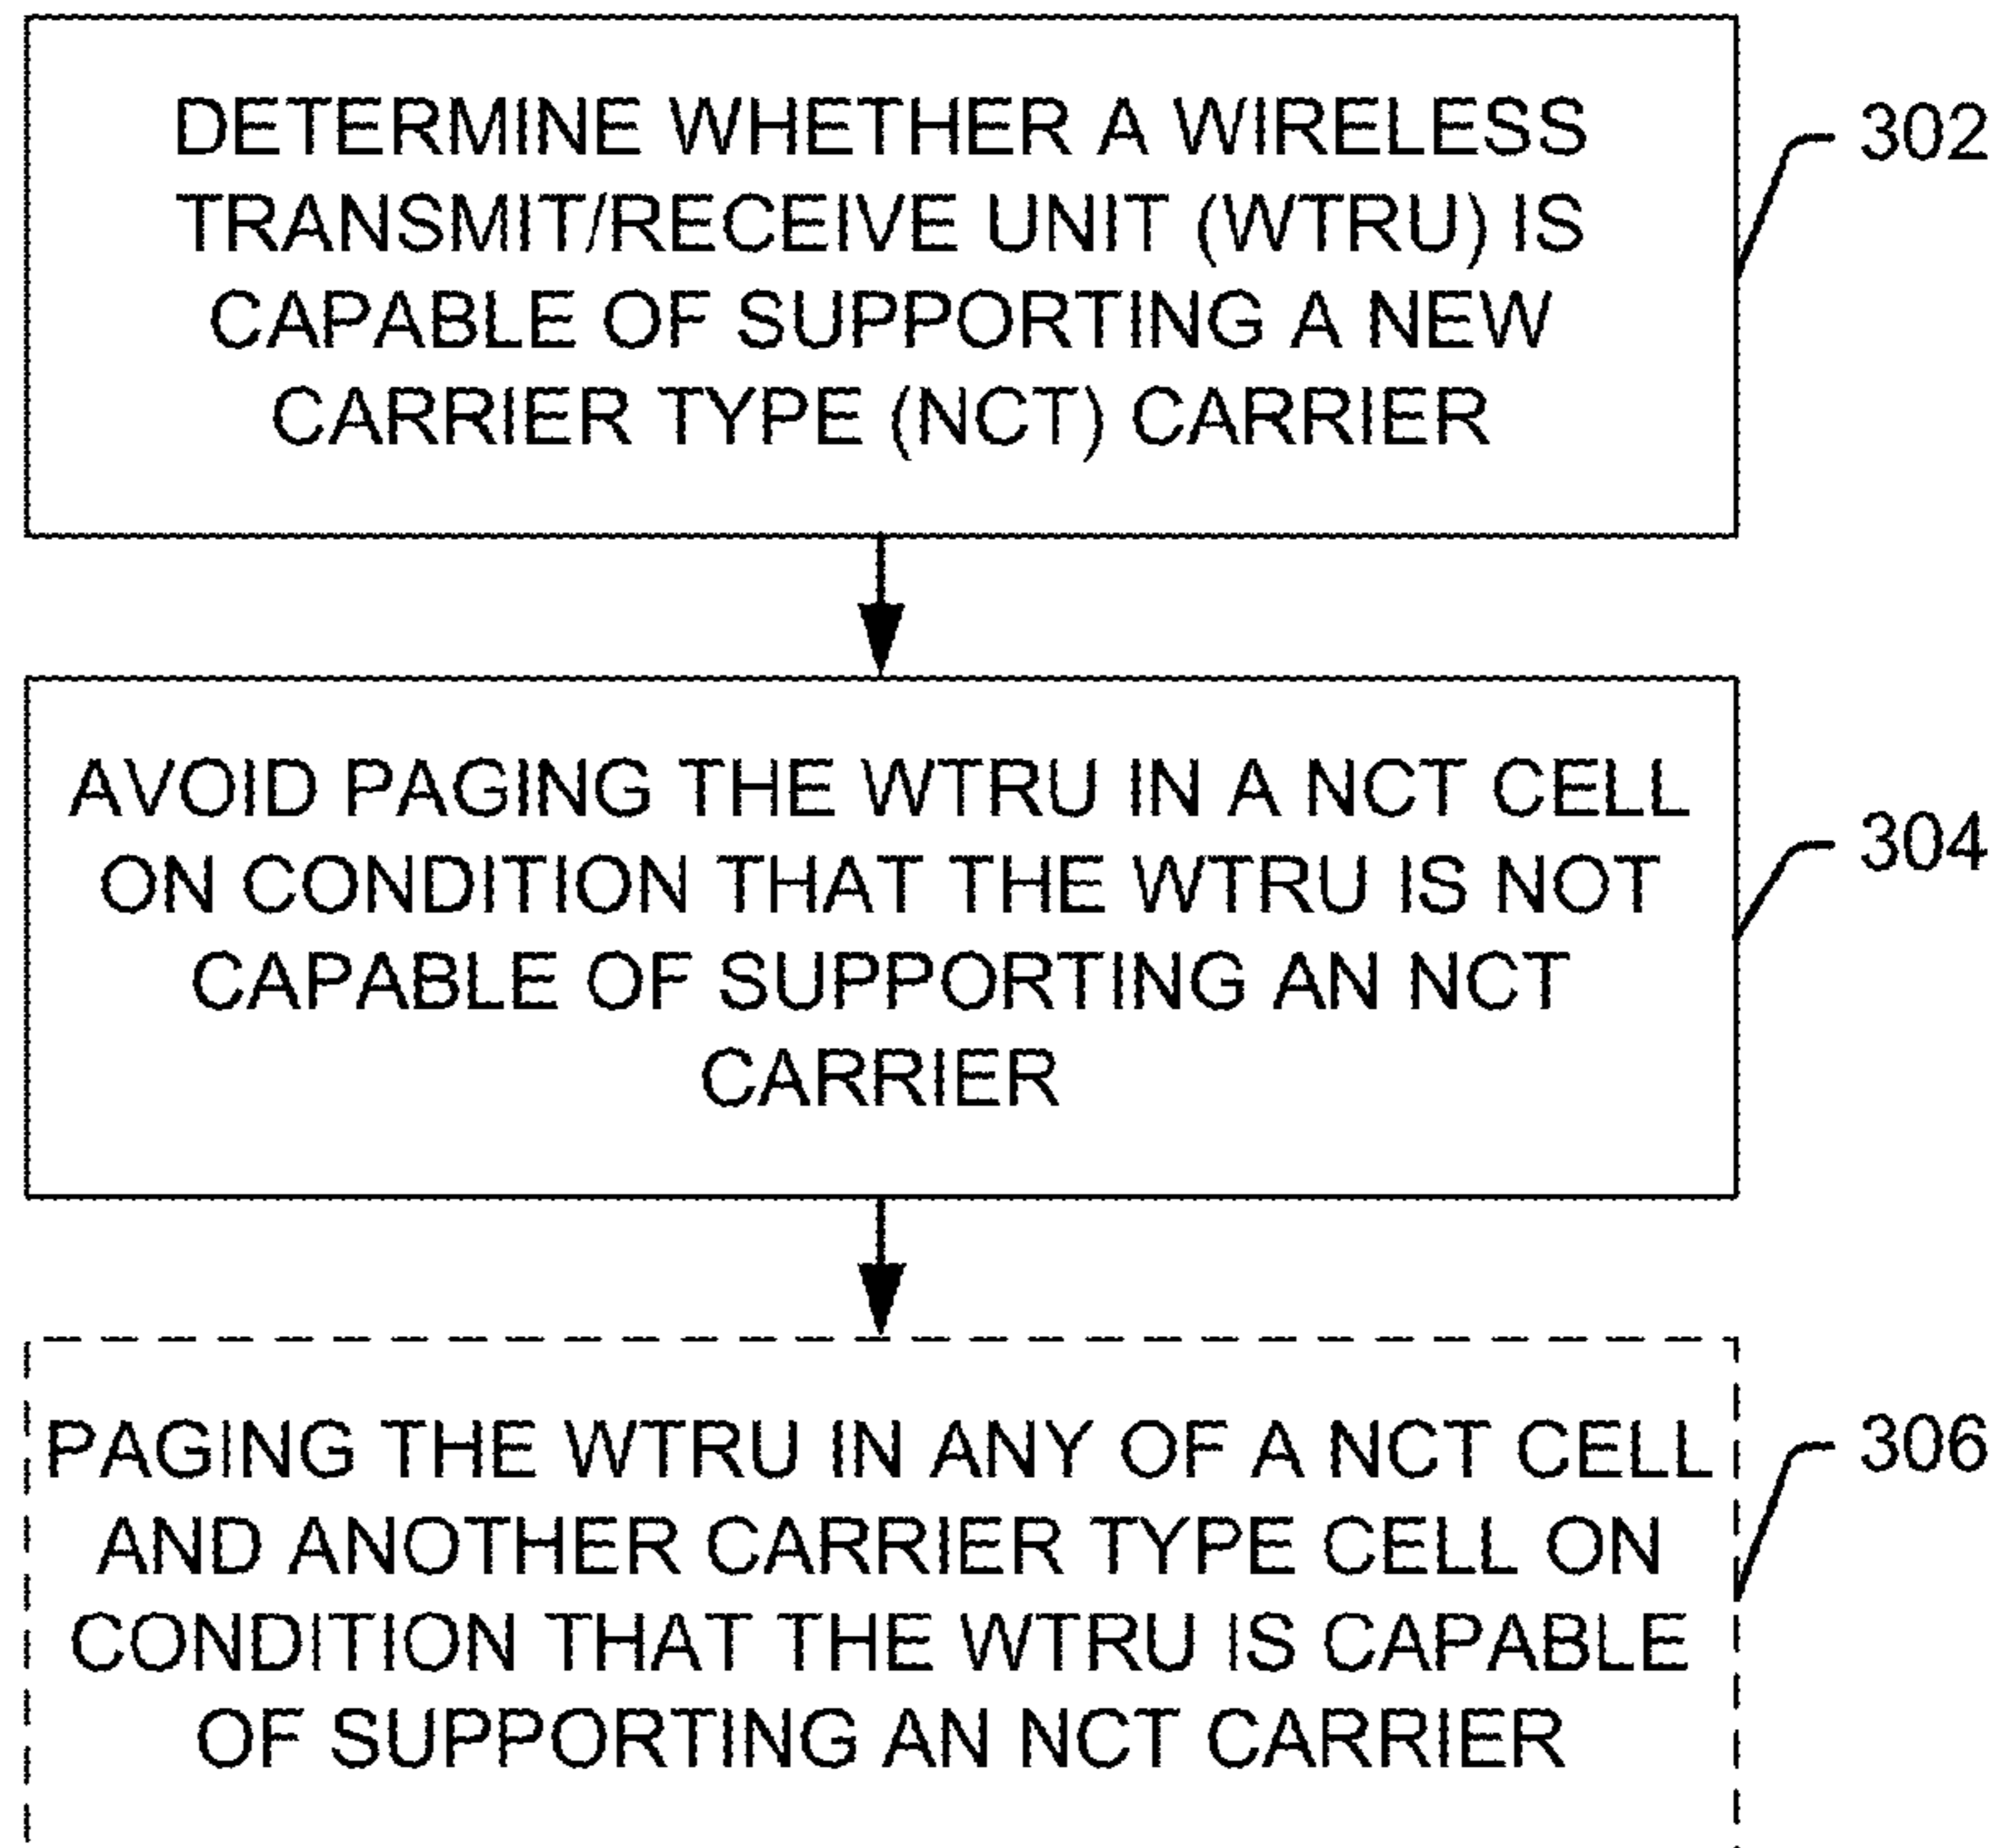 DETERMINE WHETHER A WIRELESS
TRANSMIT/RECEIVE UNIT (WTRU) IS
CAPABLE OF SUPPORTING A NEW
CARRIER TYPE (NCT) CARRIER
302
AVOID PAGING THE WTRU IN A NCT CELL
ON CONDITION THAT THE WTRU IS NOT
CAPABLE OF SUPPORTING AN NCT
CARRIER
304
PAGING THE WTRU IN ANY OF A NCT CELL
AND ANOTHER CARRIER TYPE CELL ON
CONDITION THAT THE WTRU IS CAPABLE
OF SUPPORTING AN NCT CARRIER
306